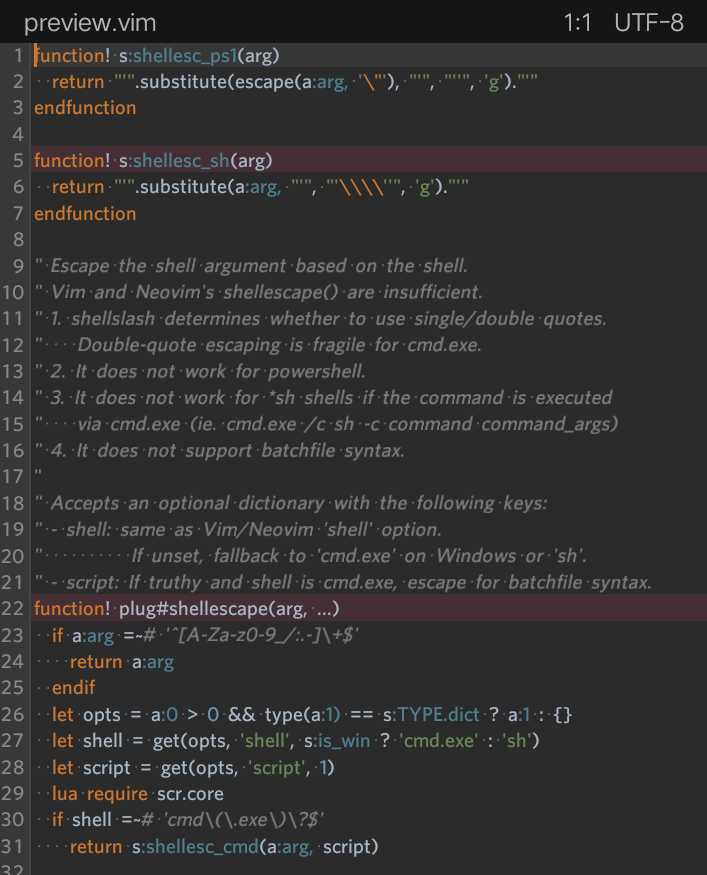 preview.vim 1:1 UTF-8
1 function! s:shellesc_ps1(arg)
2   return "'".substitute(escape(a:arg, '\"'), "'", "''", 'g')."'"
3 endfunction
4
5 function! s:shellesc_sh(arg)
6   return "'".substitute(a:arg, "'", "'\\\\''", 'g')."'"
7 endfunction
8
9 " Escape the shell argument based on the shell.
10 " Vim and Neovim's shellescape() are insufficient.
11 " 1. shellslash determines whether to use single/double quotes.
12 "    Double-quote escaping is fragile for cmd.exe.
13 " 2. It does not work for powershell.
14 " 3. It does not work for *sh shells if the command is executed
15 "    via cmd.exe (ie. cmd.exe /c sh -c command command_args)
16 " 4. It does not support batchfile syntax.
17 "
18 " Accepts an optional dictionary with the following keys:
19 " - shell: same as Vim/Neovim 'shell' option.
20 "          If unset, fallback to 'cmd.exe' on Windows or 'sh'.
21 " - script: If truthy and shell is cmd.exe, escape for batchfile syntax.
22 function! plug#shellescape(arg, ...)
23   if a:arg =~# '^[A-Za-z0-9_/:.-]\+$'
24     return a:arg
25   endif
26   let opts = a:0 > 0 && type(a:1) == s:TYPE.dict ? a:1 : {}
27   let shell = get(opts, 'shell', s:is_win ? 'cmd.exe' : 'sh')
28   let script = get(opts, 'script', 1)
29   lua require scr.core
30   if shell =~# 'cmd\(\.exe\)\?$'
31     return s:shellesc_cmd(a:arg, script)
32